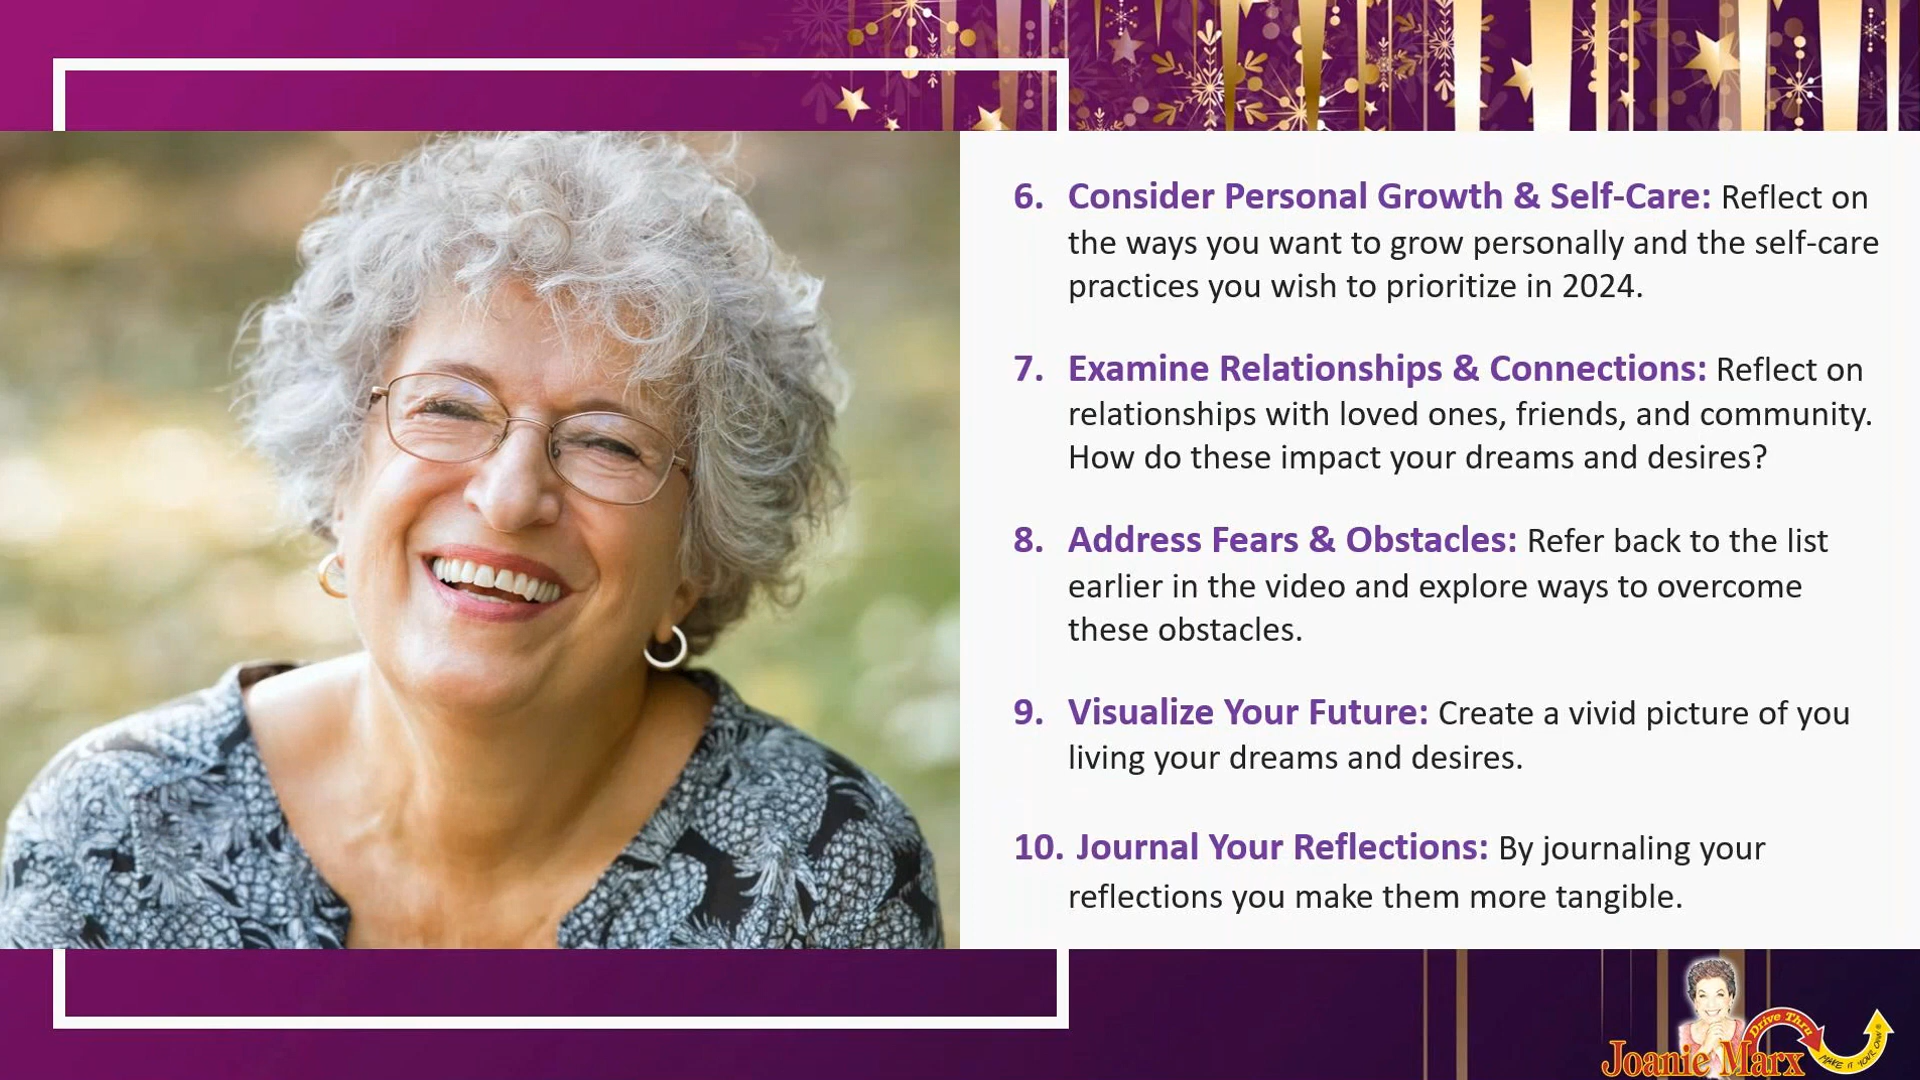 6. Consider Personal Growth & Self-Care: Reflect on
the ways you want to grow personally and the self-care
practices you wish to prioritize in 2024.
7. Examine Relationships & Connections: Reflect on
relationships with loved ones, friends, and community.
How do these impact your dreams and desires?
8. Address Fears & Obstacles: Refer back to the list
earlier in the video and explore ways to overcome
these obstacles.
9. Visualize Your Future: Create a vivid picture of you
living your dreams and desires.
10. Journal Your Reflections: By journaling your
reflections you make them more tangible.
Drive Thru
MAKE IT YOUR OWN®
Joanie Marx